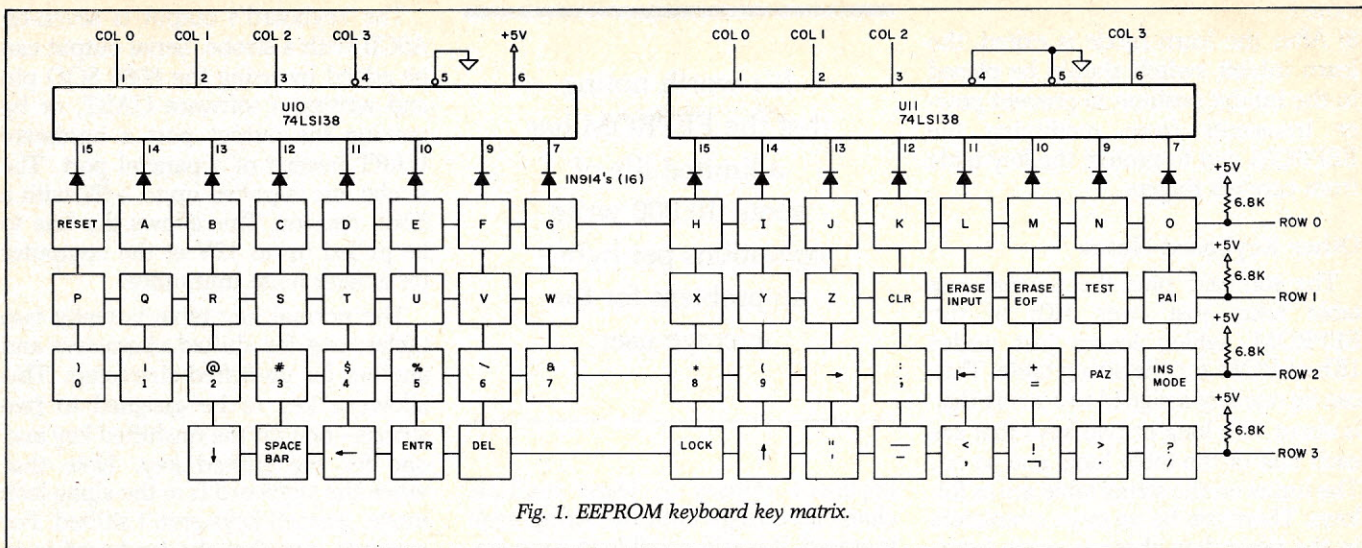 COL 0 COL 1 COL 2 COL 3 +5V COL 0 COL 1 COL 2 COL 3
1 2 3 4 5 6 1 2 3 4 5 6
U10 U11
74LS138 74LS138
15 14 13 12 11 10 9 7 15 14 13 12 11 10 9 7
IN914's (16) +5V
6.8K
RESET A B C D E F G H I J K L M N O ROW 0
+5V
6.8K
P Q R S T U V W X Y Z CLR ERASE INPUT ERASE EOF TEST PA1 ROW 1
+5V
6.8K
) 0 ! 1 @ 2 # 3 $ 4 % 5 6 & 7 * 8 ( 9 → : ; |← + = PAZ INS MODE ROW 2
+5V
6.8K
↓ SPACE BAR ← ENTR DEL LOCK ↑ " ' — – < , ! ¬ > . ? / ROW 3
Fig. 1. EEPROM keyboard key matrix.